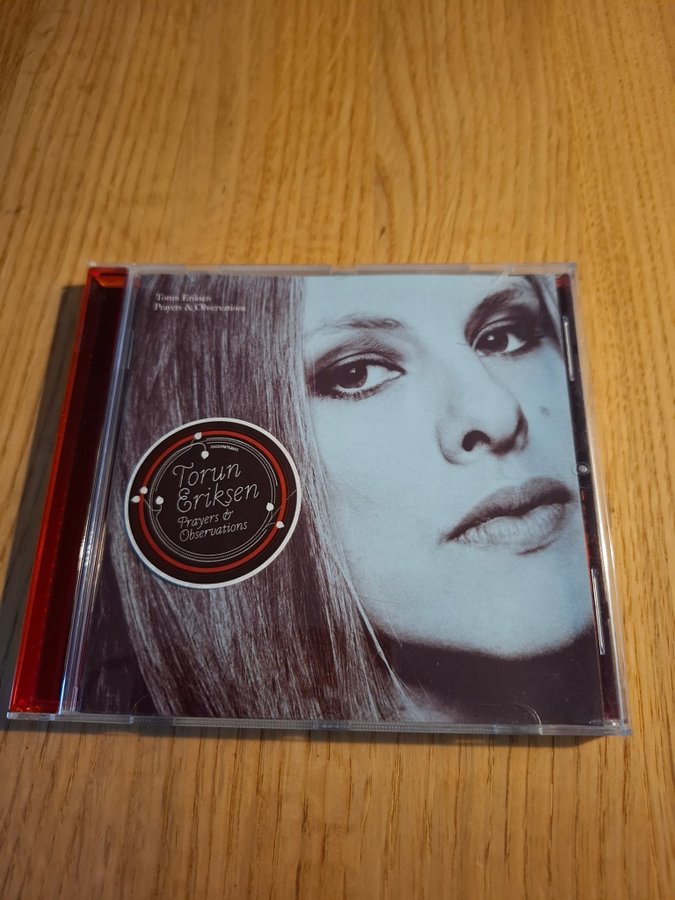 Torun Eriksen
Prayers & Observations
Torun
Eriksen
Prayers &
Observations